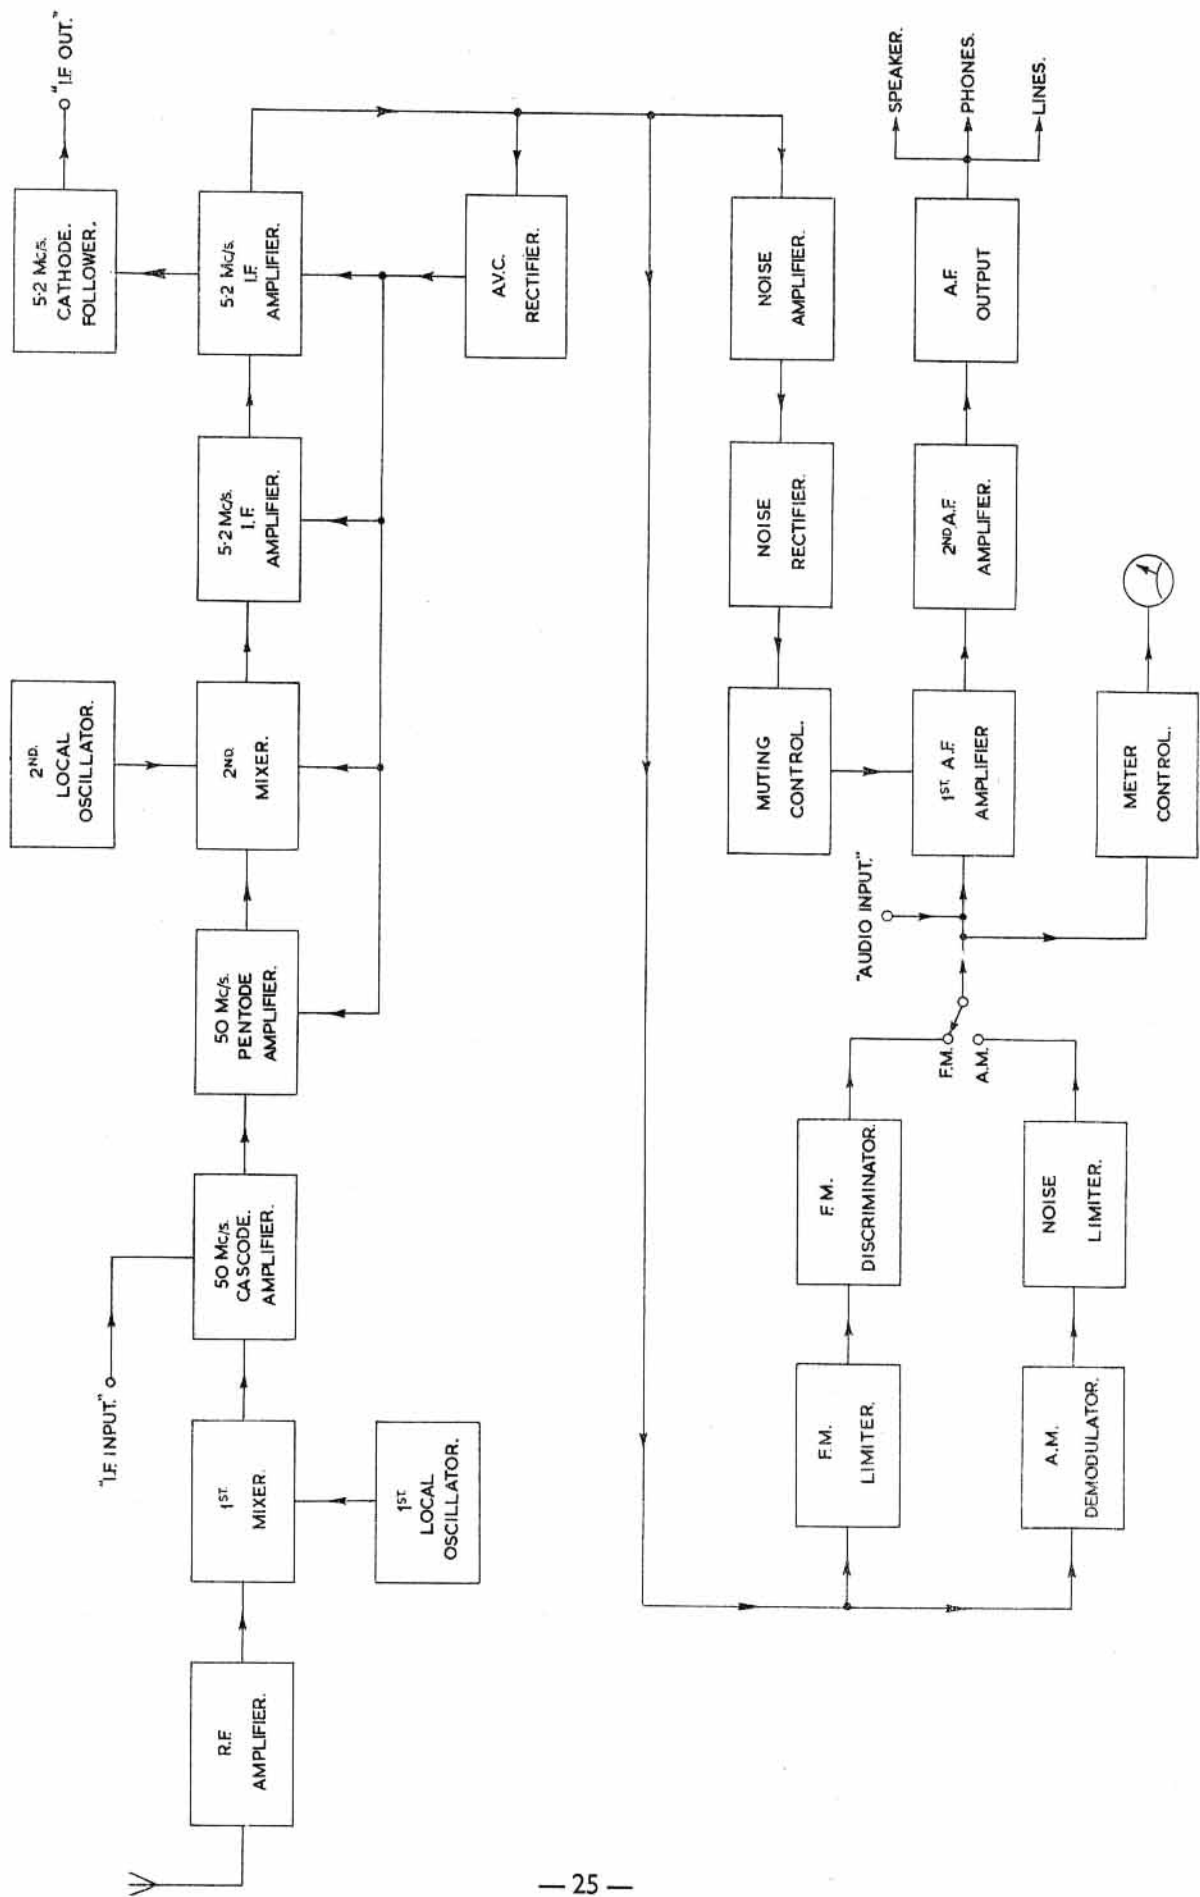 R.F.
AMPLIFIER.
1ST.
MIXER.
1ST.
LOCAL
OSCILLATOR.
"I.F. INPUT."
50 Mc/s.
CASCODE.
AMPLIFIER.
50 Mc/s.
PENTODE
AMPLIFIER.
2ND.
LOCAL
OSCILLATOR.
2ND.
MIXER.
5·2 Mc/s.
I.F.
AMPLIFIER.
5·2 Mc/s.
I.F.
AMPLIFIER.
5·2 Mc/s.
CATHODE.
FOLLOWER.
"I.F. OUT."
A.V.C.
RECTIFIER.
NOISE
AMPLIFIER.
NOISE
RECTIFIER.
MUTING
CONTROL.
F.M.
LIMITER.
F.M.
DISCRIMINATOR.
A.M.
DEMODULATOR.
NOISE
LIMITER.
F.M.
A.M.
"AUDIO INPUT."
1ST. A.F.
AMPLIFIER
2ND. A.F.
AMPLIFER.
A.F.
OUTPUT
SPEAKER.
PHONES.
LINES.
METER
CONTROL.
— 25 —